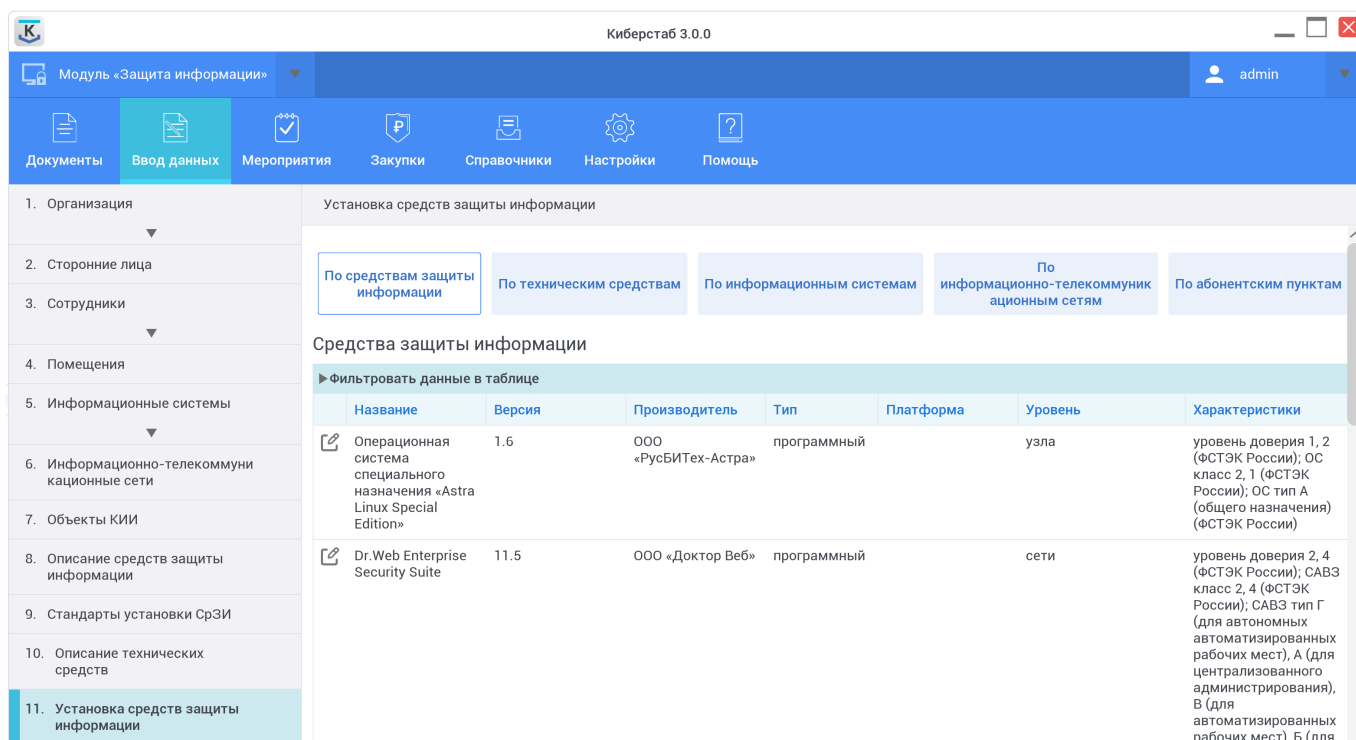 К
Киберстаб 3.0.0
Модуль «Защита информации»
admin
Документы
Ввод данных
Мероприятия
Закупки
Справочники
Настройки
Помощь
1. Организация
2. Сторонние лица
3. Сотрудники
4. Помещения
5. Информационные системы
6. Информационно-телекоммуни
кационные сети
7. Объекты КИИ
8. Описание средств защиты
информации
9. Стандарты установки СрЗИ
10. Описание технических
средств
11. Установка средств защиты
информации
Установка средств защиты информации
По средствам защиты
информации
По техническим средствам
По информационным системам
По
информационно-телекоммуник
ационным сетям
По абонентским пунктам
Средства защиты информации
Фильтровать данные в таблице
Название
Версия
Производитель
Тип
Платформа
Уровень
Характеристики
Операционная
система
специального
назначения «Astra
Linux Special
Edition»
1.6
ООО
«РусБИТех-Астра»
программный
узла
уровень доверия 1, 2
(ФСТЭК России); ОС
класс 2, 1 (ФСТЭК
России); ОС тип А
(общего назначения)
(ФСТЭК России)
Dr.Web Enterprise
Security Suite
11.5
ООО «Доктор Веб»
программный
сети
уровень доверия 2, 4
(ФСТЭК России); САВЗ
класс 2, 4 (ФСТЭК
России); САВЗ тип Г
(для автономных
автоматизированных
рабочих мест), А (для
централизованного
администрирования),
В (для
автоматизированных
рабочих мест), Б (для